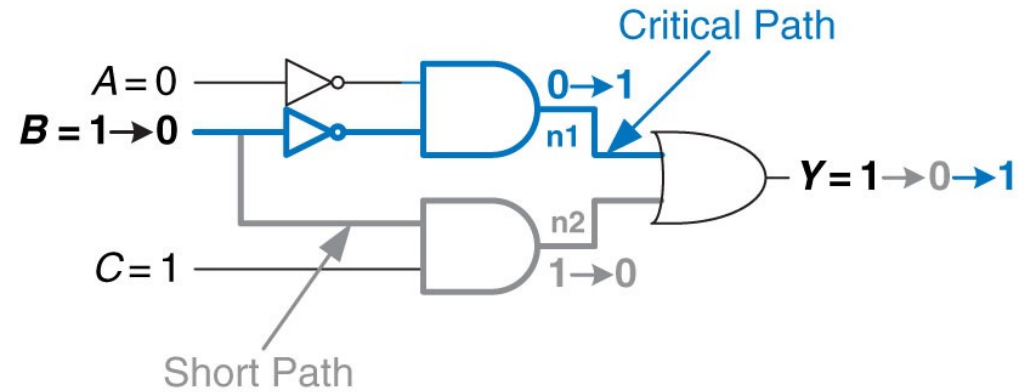 Critical Path
A = 0
0→1
B = 1→0
n1
Y = 1→0→1
n2
C = 1
1→0
Short Path